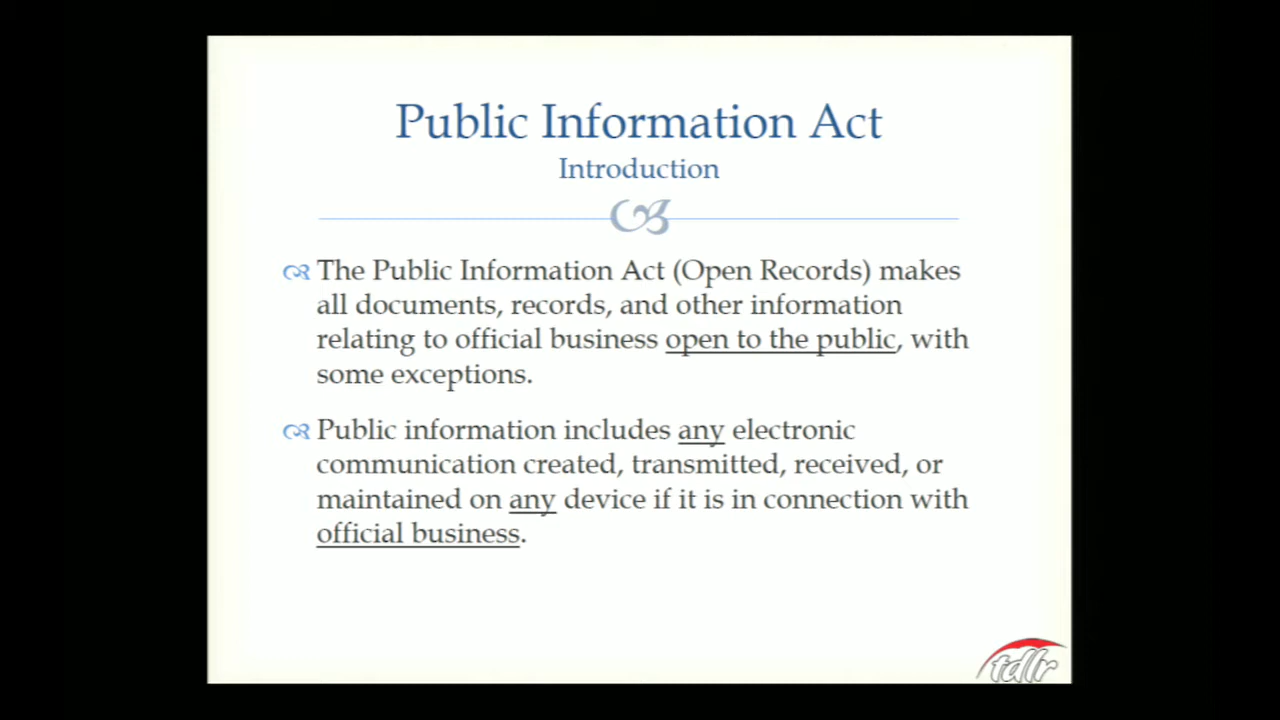 Public Information Act
Introduction
The Public Information Act (Open Records) makes
all documents, records, and other information
relating to official business open to the public, with
some exceptions.
Public information includes any electronic
communication created, transmitted, received, or
maintained on any device if it is in connection with
official business.
tdlr